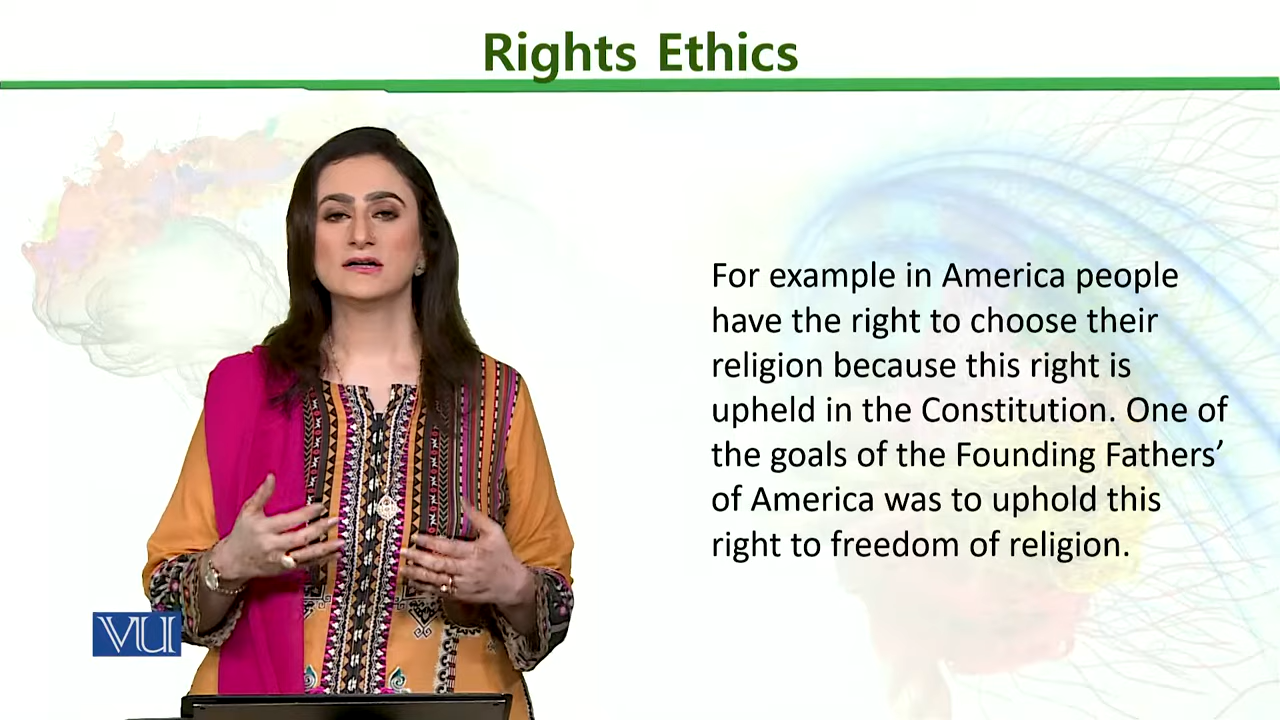 Rights Ethics
For example in America people
have the right to choose their
religion because this right is
upheld in the Constitution. One of
the goals of the Founding Fathers’
of America was to uphold this
right to freedom of religion.
VU